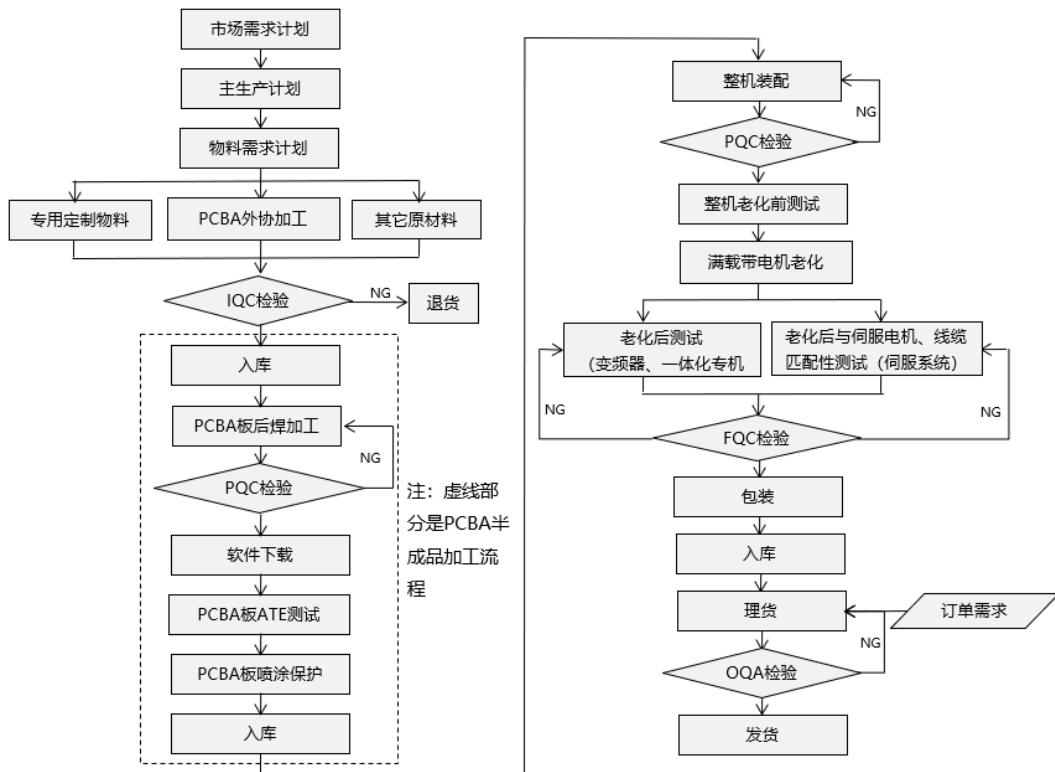 市场需求计划
主生产计划
物料需求计划
专用定制物料
PCBA外协加工
其它原材料
IQC检验
NG
退货
入库
PCBA板后焊加工
NG
PQC检验
注：虚线部
分是PCBA半
成品加工流
程
软件下载
PCBA板ATE测试
PCBA板喷涂保护
入库
整机装配
NG
PQC检验
整机老化前测试
满载带电机老化
老化后测试
（变频器、一体化专机
老化后与伺服电机、线缆
匹配性测试（伺服系统）
NG
NG
FQC检验
包装
入库
理货
订单需求
NG
OQA检验
发货